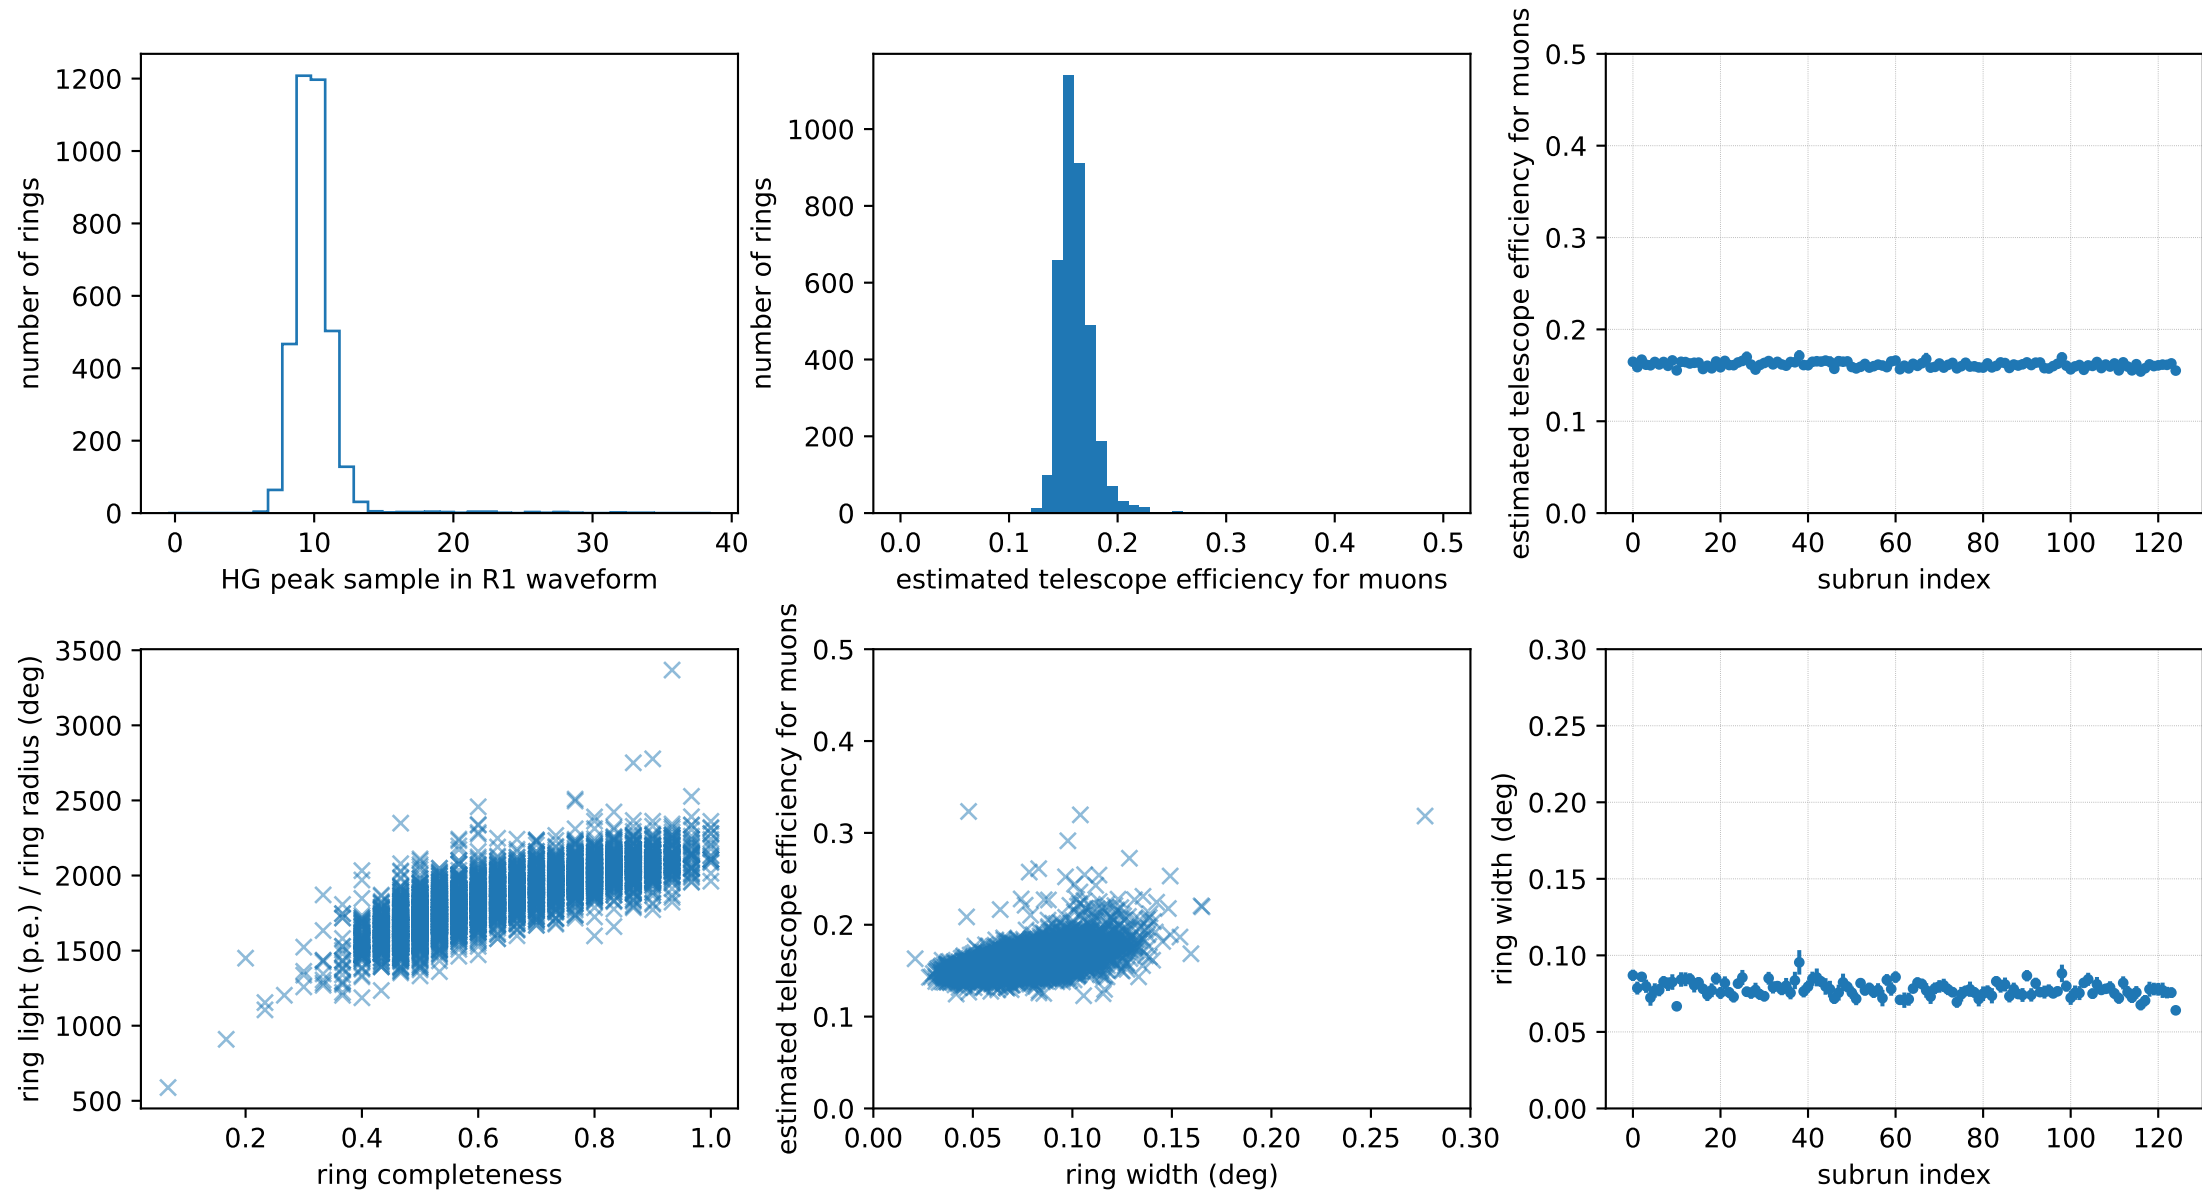 number of rings
1200
1000
800
600
400
200
0
0 10 20 30 40
HG peak sample in R1 waveform
number of rings
1000
800
600
400
200
0
0.0 0.1 0.2 0.3 0.4 0.5
estimated telescope efficiency for muons
estimated telescope efficiency for muons
0.5
0.4
0.3
0.2
0.1
0.0
0 20 40 60 80 100 120
subrun index
ring light (p.e.) / ring radius (deg)
3500
3000
2500
2000
1500
1000
500
0.2 0.4 0.6 0.8 1.0
ring completeness
estimated telescope efficiency for muons
0.5
0.4
0.3
0.2
0.1
0.0
0.00 0.05 0.10 0.15 0.20 0.25 0.30
ring width (deg)
ring width (deg)
0.30
0.25
0.20
0.15
0.10
0.05
0.00
0 20 40 60 80 100 120
subrun index